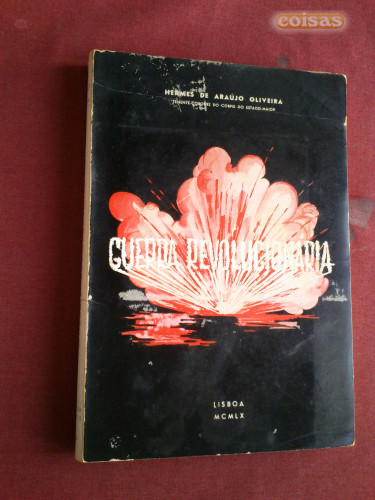 coisas
HERMES DE ARAÚJO OLIVEIRA
TENENTE-CORONEL DO CORPO DO ESTADO-MAIOR
GUERRA REVOLUCIONÁRIA
LISBOA
MCMLX